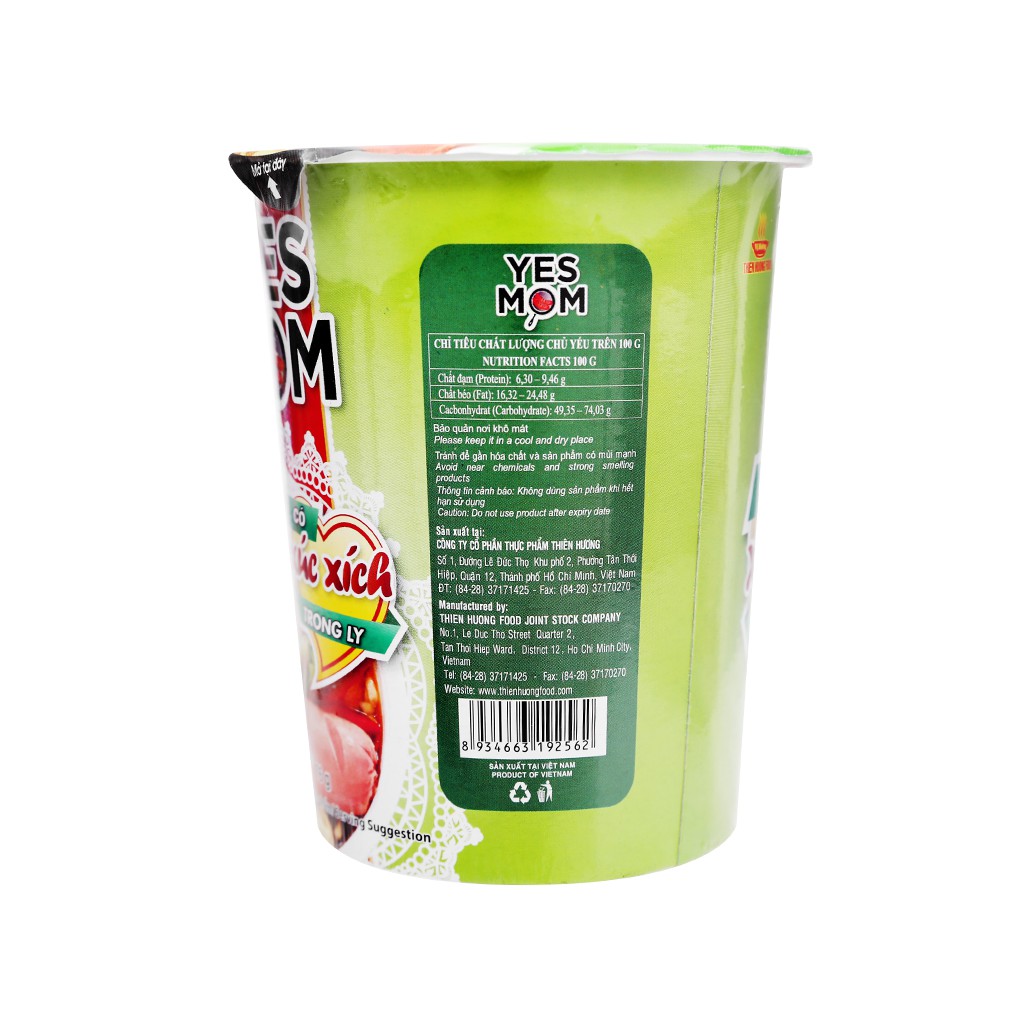 Mở tại đây
YES
MOM
CÓ
xúc xích
TRONG LY
Serving Suggestion
YES
MOM
CHỈ TIÊU CHẤT LƯỢNG CHỦ YẾU TRÊN 100 G
NUTRITION FACTS 100 G
Chất đạm (Protein): 6,30 – 9,46 g
Chất béo (Fat): 16,32 – 24,48 g
Cacbonhydrat (Carbohydrate): 49,35 – 74,03 g
Bảo quản nơi khô mát
Please keep it in a cool and dry place
Tránh để gần hóa chất và sản phẩm có mùi mạnh
Avoid near chemicals and strong smelling
products
Thông tin cảnh báo: Không dùng sản phẩm khi hết
hạn sử dụng
Caution: Do not use product after expiry date
Sản xuất tại:
CÔNG TY CỔ PHẦN THỰC PHẨM THIÊN HƯƠNG
Số 1, Đường Lê Đức Thọ Khu phố 2, Phường Tân Thới
Hiệp, Quận 12, Thành phố Hồ Chí Minh, Việt Nam
ĐT: (84-28) 37171425 - Fax: (84-28) 37170270
Manufactured by:
THIEN HUONG FOOD JOINT STOCK COMPANY
No.1, Le Duc Tho Street Quarter 2,
Tan Thoi Hiep Ward, District 12, Ho Chi Minh City,
Vietnam
Tel: (84-28) 37171425 - Fax: (84-28) 37170270
Website: www.thienhuongfood.com
8 934663 192562
SẢN XUẤT TẠI VIỆT NAM
PRODUCT OF VIETNAM
THIEN HUONG